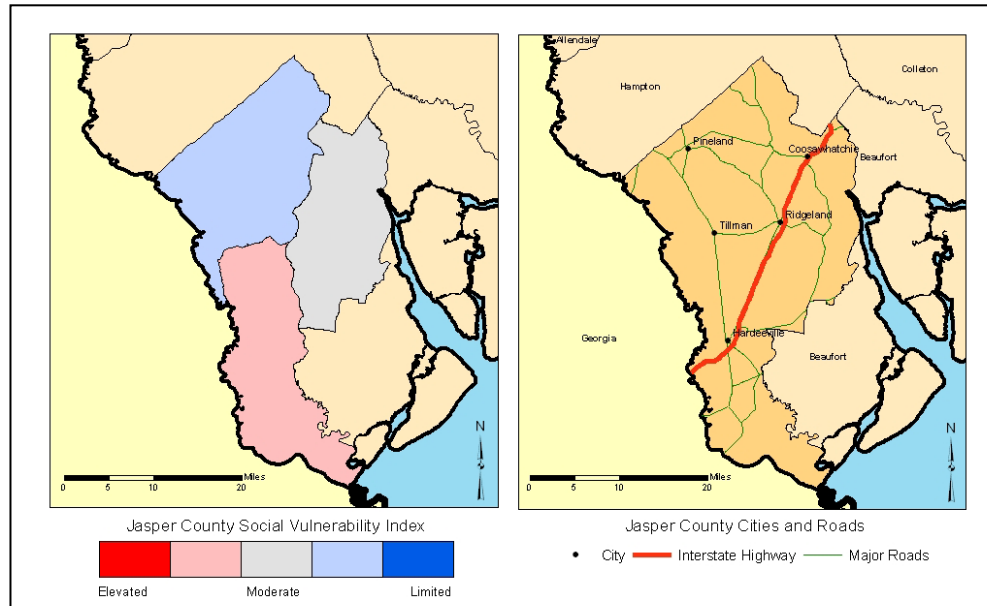 N
Miles
0 5 10 20
Jasper County Social Vulnerability Index
Elevated Moderate Limited
Allendale
Hampton
Colleton
Pineland
Coosawhatchie
Beaufort
Tillman
Ridgeland
Georgia
Hardeeville
Beaufort
N
Miles
0 5 10 20
Jasper County Cities and Roads
City Interstate Highway Major Roads